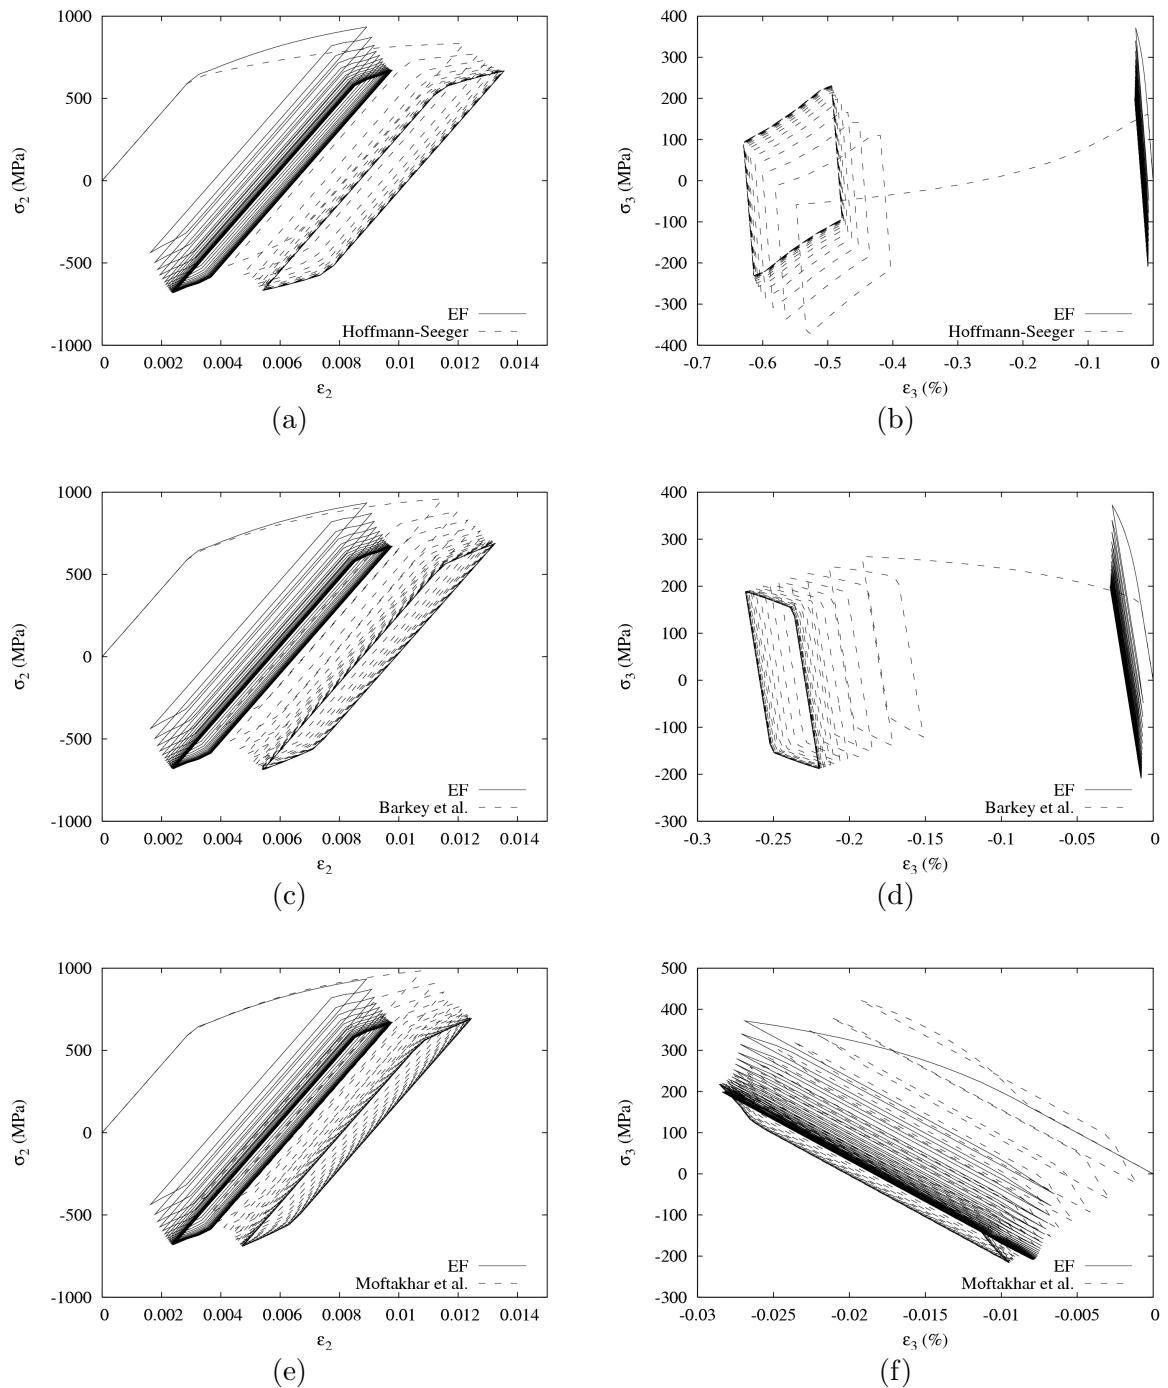 1000
500
0
-500
-1000
0 0.002 0.004 0.006 0.008 0.01 0.012 0.014
σ2 (MPa)
ε2
EF
Hoffmann-Seeger
(a)
400
300
200
100
0
-100
-200
-300
-400
-0.7 -0.6 -0.5 -0.4 -0.3 -0.2 -0.1 0
σ3 (MPa)
ε3 (%)
EF
Hoffmann-Seeger
(b)
1000
500
0
-500
-1000
0 0.002 0.004 0.006 0.008 0.01 0.012 0.014
σ2 (MPa)
ε2
EF
Barkey et al.
(c)
400
300
200
100
0
-100
-200
-300
-0.3 -0.25 -0.2 -0.15 -0.1 -0.05 0
σ3 (MPa)
ε3 (%)
EF
Barkey et al.
(d)
1000
500
0
-500
-1000
0 0.002 0.004 0.006 0.008 0.01 0.012 0.014
σ2 (MPa)
ε2
EF
Moftakhar et al.
(e)
500
400
300
200
100
0
-100
-200
-300
-0.03 -0.025 -0.02 -0.015 -0.01 -0.005 0
σ3 (MPa)
ε3 (%)
EF
Moftakhar et al.
(f)